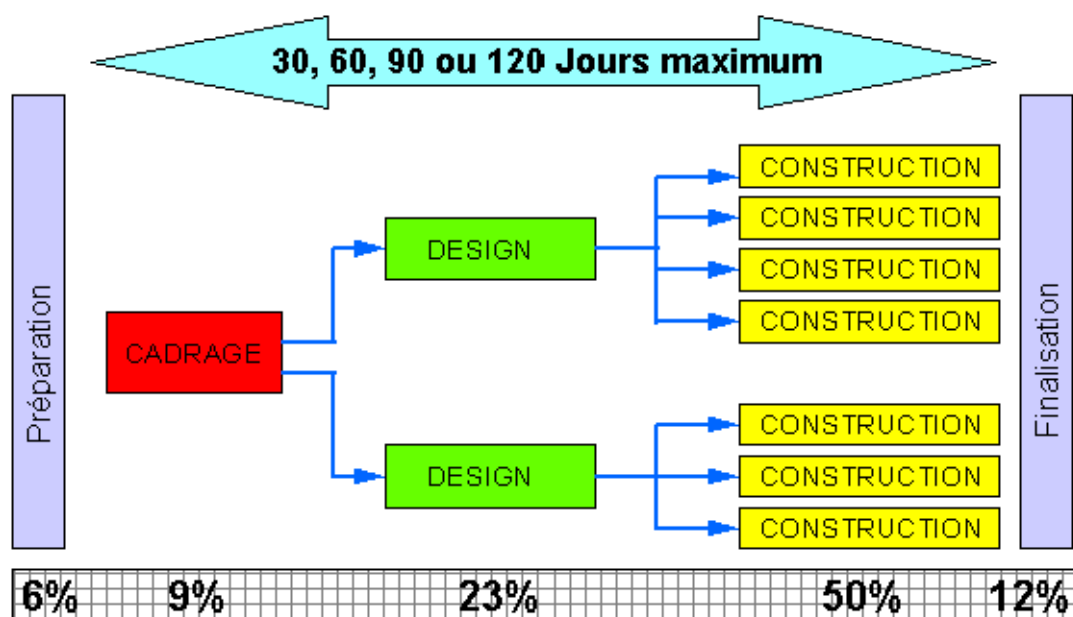 30, 60, 90 ou 120 Jours maximum
Préparation
CADRAGE
DESIGN
DESIGN
CONSTRUCTION
CONSTRUCTION
CONSTRUCTION
CONSTRUCTION
CONSTRUCTION
CONSTRUCTION
CONSTRUCTION
Finalisation
6% 9% 23% 50% 12%